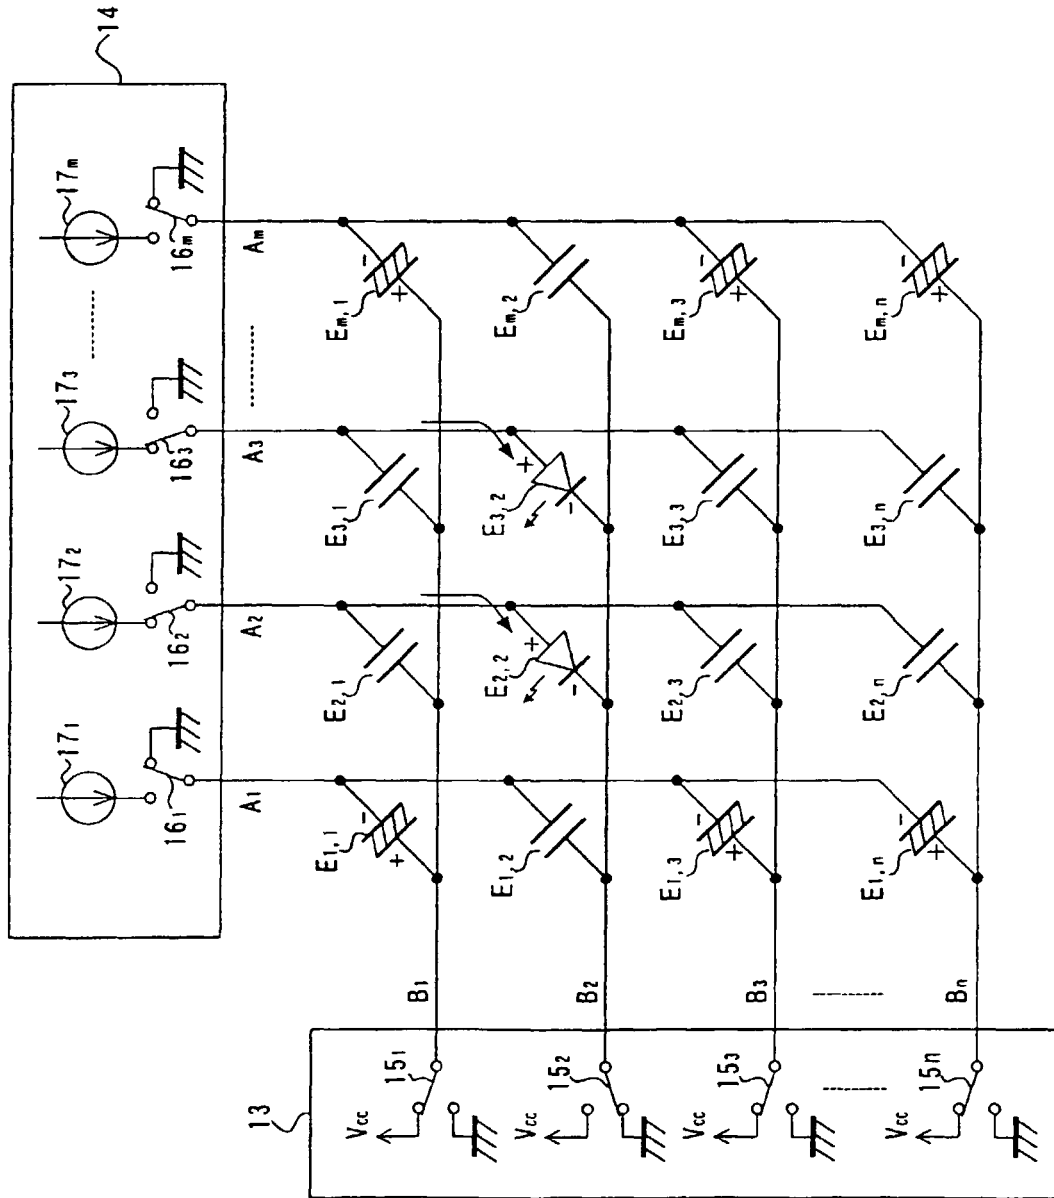 14
17₁ 17₂ 17₃ 17ₘ
16₁ 16₂ 16₃ 16ₘ
A₁ A₂ A₃ Aₘ
E₁,₁ E₂,₁ E₃,₁ Eₘ,₁
- -
+ +
B₁
E₁,₂ E₂,₂ E₃,₂ Eₘ,₂
+ +
- -
B₂
E₁,₃ E₂,₃ E₃,₃ Eₘ,₃
- -
+ +
B₃
E₁,ₙ E₂,ₙ E₃,ₙ Eₘ,ₙ
- -
+ +
Bₙ
13
Vcc 15₁
Vcc 15₂
Vcc 15₃
Vcc 15ₙ